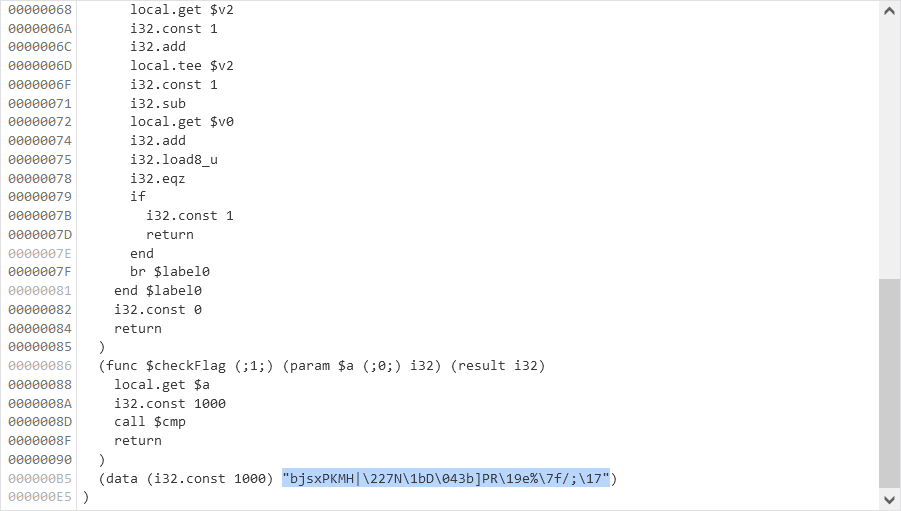 00000068 local.get $v2
0000006A i32.const 1
0000006C i32.add
0000006D local.tee $v2
0000006F i32.const 1
00000071 i32.sub
00000072 local.get $v0
00000074 i32.add
00000075 i32.load8_u
00000078 i32.eqz
00000079 if
0000007B i32.const 1
0000007D return
0000007E end
0000007F br $label0
00000081 end $label0
00000082 i32.const 0
00000084 return
00000085 )
00000086 (func $checkFlag (;1;) (param $a (;0;) i32) (result i32)
00000088 local.get $a
0000008A i32.const 1000
0000008D call $cmp
0000008F return
00000090 )
000000B5 (data (i32.const 1000) "bjsxPKMH|\227N\1bD\043b]PR\19e%\7f/;\17")
000000E5 )